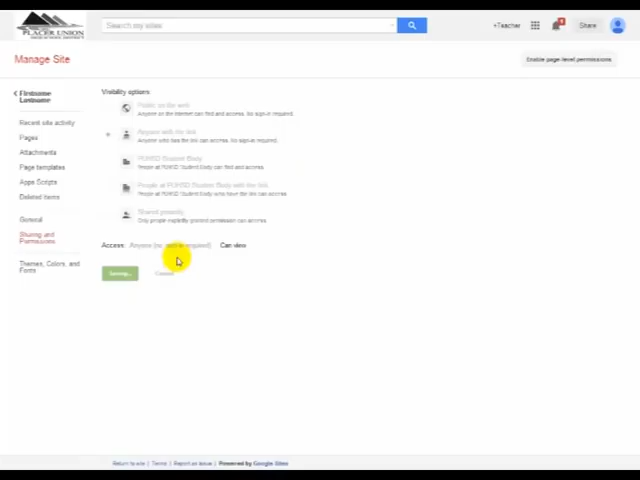 PLACER UNION
Search my sites
+Teacher
Share
Manage Site
Enable page-level permissions
Firstname
Lastname
Recent site activity
Pages
Attachments
Page templates
Apps Scripts
Deleted items
General
Sharing and
Permissions
Themes, Colors, and
Fonts
Visibility options
Public on the web
Anyone on the Internet can find and access. No sign-in required.
Anyone with the link
Anyone who has the link can access. No sign-in required.
PUHSD Student Body
People at PUHSD Student Body can find and access.
People at PUHSD Student Body with the link
People at PUHSD Student Body who have the link can access.
Shared privately
Only people explicitly granted permission can access.
Access: Anyone (no sign-in required) Can view
Saving...
Cancel
Return to site | Terms | Report an Issue | Powered by Google Sites